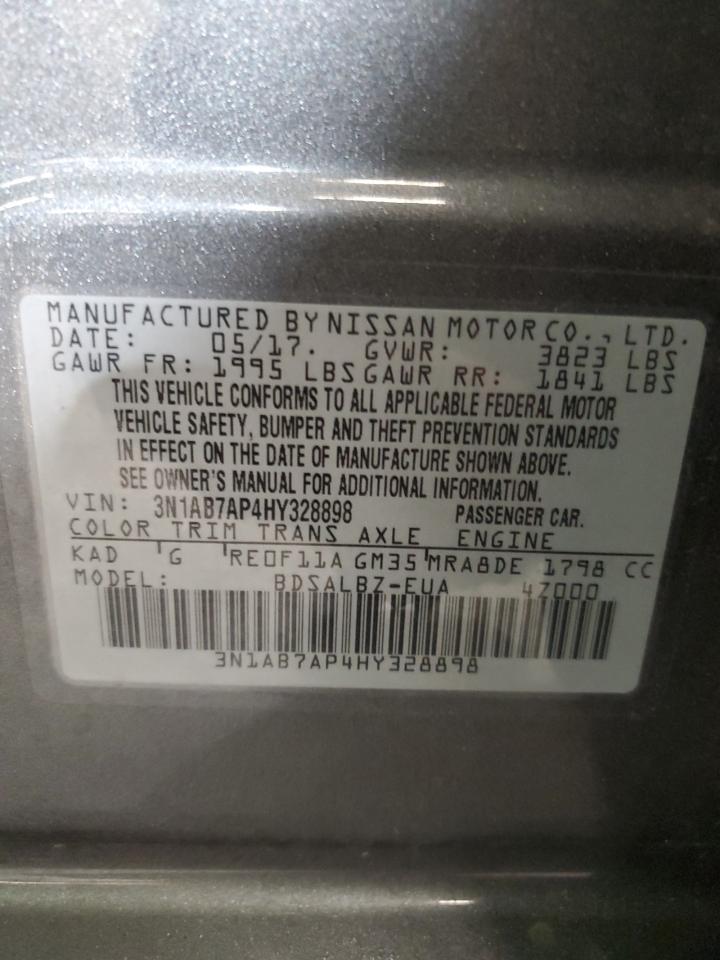 MANUFACTURED BY NISSAN MOTOR CO., LTD.
DATE: 05/17. GVWR: 3823 LBS
GAWR FR: 1995 LBS GAWR RR: 1841 LBS
THIS VEHICLE CONFORMS TO ALL APPLICABLE FEDERAL MOTOR
VEHICLE SAFETY, BUMPER AND THEFT PREVENTION STANDARDS
IN EFFECT ON THE DATE OF MANUFACTURE SHOWN ABOVE.
SEE OWNER'S MANUAL FOR ADDITIONAL INFORMATION.
VIN: 3N1AB7AP4HY328898 PASSENGER CAR.
COLOR TRIM TRANS AXLE ENGINE
KAD G RE0F11A GM35 MRA8DE 1798 CC
MODEL: BDSALBZ-EUA 47000
3N1AB7AP4HY328898